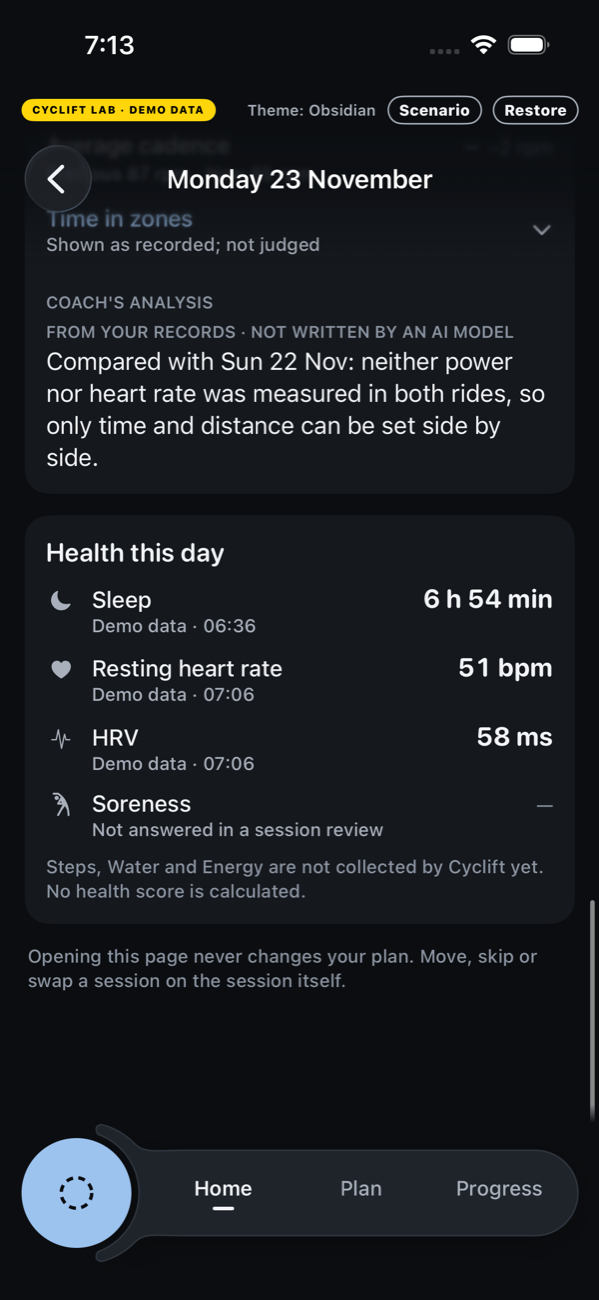 7:13
CYCLIFT LAB · DEMO DATA
Theme: Obsidian
Scenario
Restore
Average cadence
Monday 23 November
Time in zones
Shown as recorded; not judged
COACH'S ANALYSIS
FROM YOUR RECORDS · NOT WRITTEN BY AN AI MODEL
Compared with Sun 22 Nov: neither power
nor heart rate was measured in both rides, so
only time and distance can be set side by
side.
Health this day
Sleep
6 h 54 min
Demo data · 06:36
Resting heart rate
51 bpm
Demo data · 07:06
HRV
58 ms
Demo data · 07:06
Soreness
—
Not answered in a session review
Steps, Water and Energy are not collected by Cyclift yet.
No health score is calculated.
Opening this page never changes your plan. Move, skip or
swap a session on the session itself.
Home
Plan
Progress